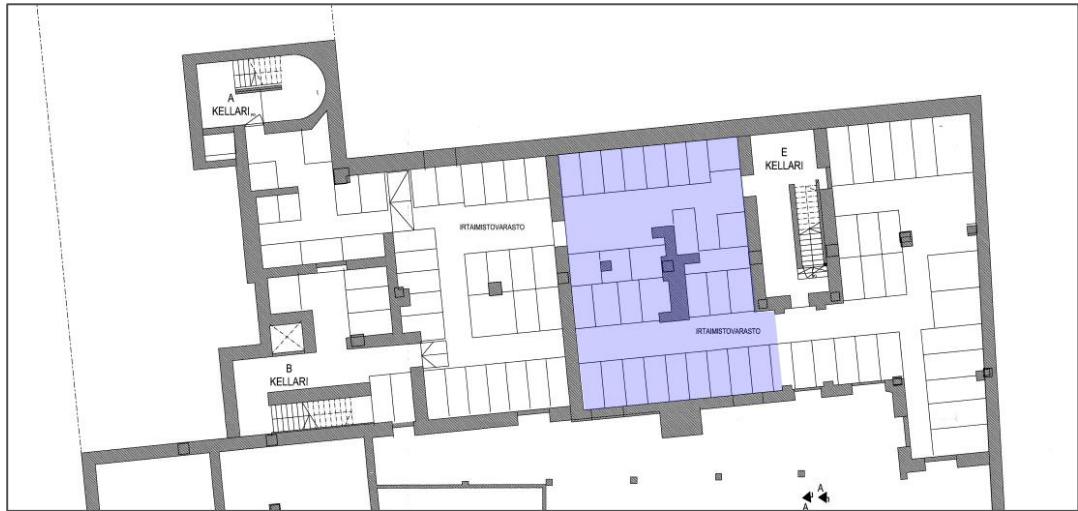 A
KELLARI
E
KELLARI
IRTAIMISTOVARASTO
IRTAIMISTOVARASTO
B
KELLARI
A
A